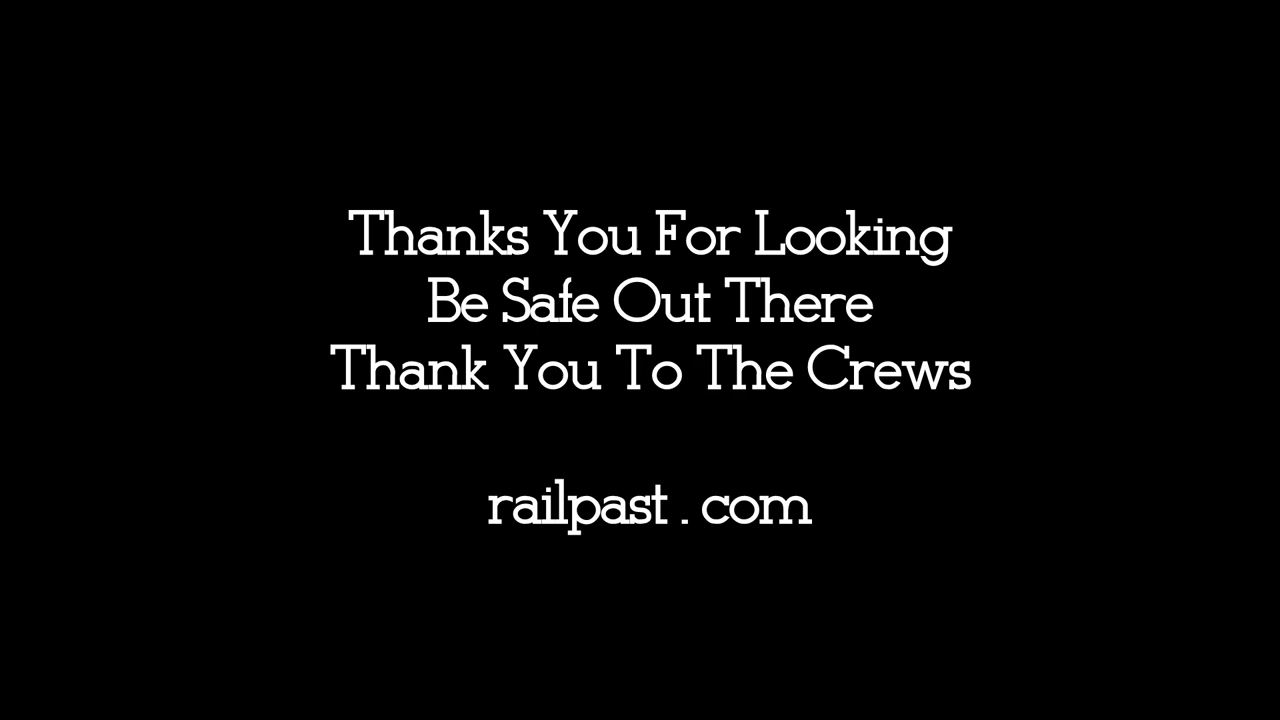 Thanks You For Looking
Be Safe Out There
Thank You To The Crews
railpast . com